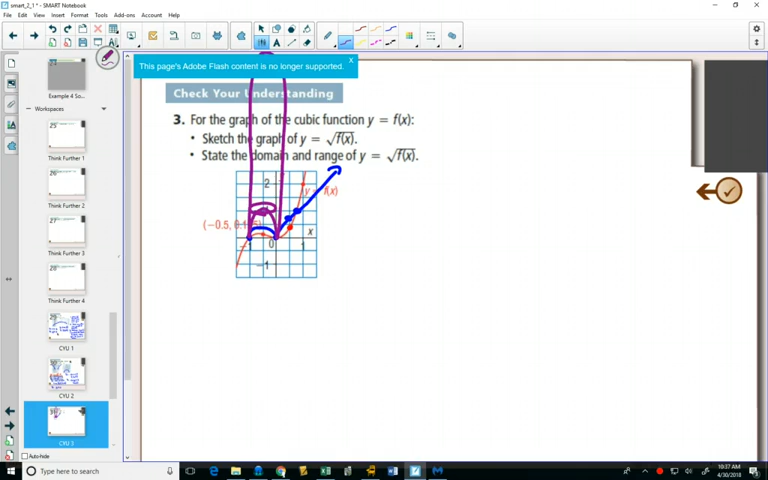 smart_2_1 * - SMART Notebook
File Edit View Insert Format Tools Add-ons Account Help
This page's Adobe Flash content is no longer supported.
X
Check Your Understanding
3. For the graph of the cubic function y = f(x):
• Sketch the graph of y = √f(x).
• State the domain and range of y = √f(x).
2
y = f(x)
x
−1
0
1
−1
Example 4 So...
Workspaces
25
Think Further 1
26
Think Further 2
27
Think Further 3
28
Think Further 4
29
CYU 1
30
CYU 2
31
CYU 3
Auto-hide
Type here to search
10:37 AM
4/30/2018